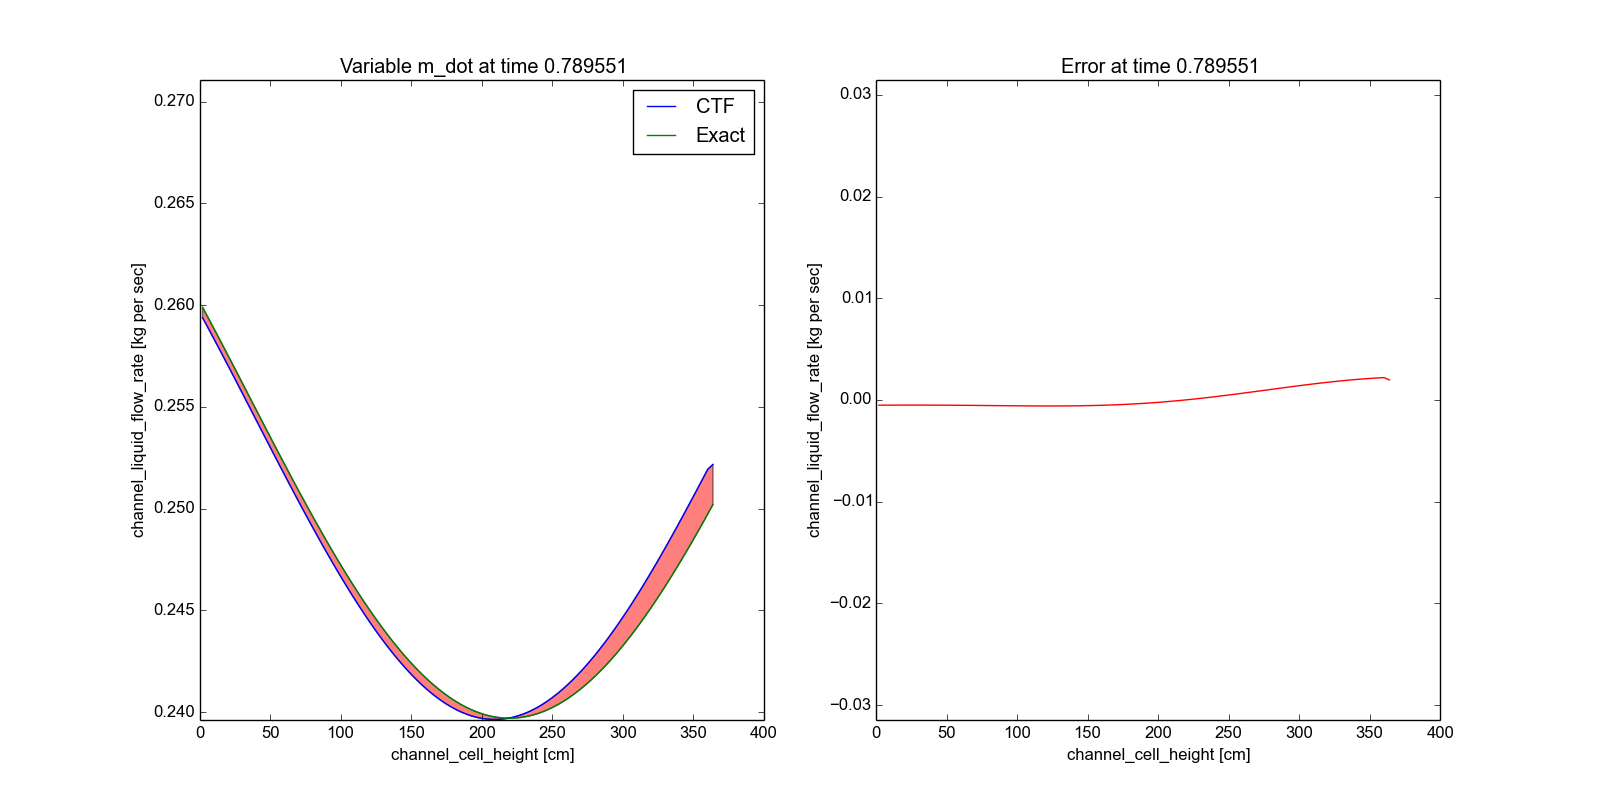 Variable m_dot at time 0.789551
CTF
Exact
0.270
0.265
0.260
0.255
0.250
0.245
0.240
channel_liquid_flow_rate [kg per sec]
0 50 100 150 200 250 300 350 400
channel_cell_height [cm]
Error at time 0.789551
0.03
0.02
0.01
0.00
−0.01
−0.02
−0.03
channel_liquid_flow_rate [kg per sec]
0 50 100 150 200 250 300 350 400
channel_cell_height [cm]